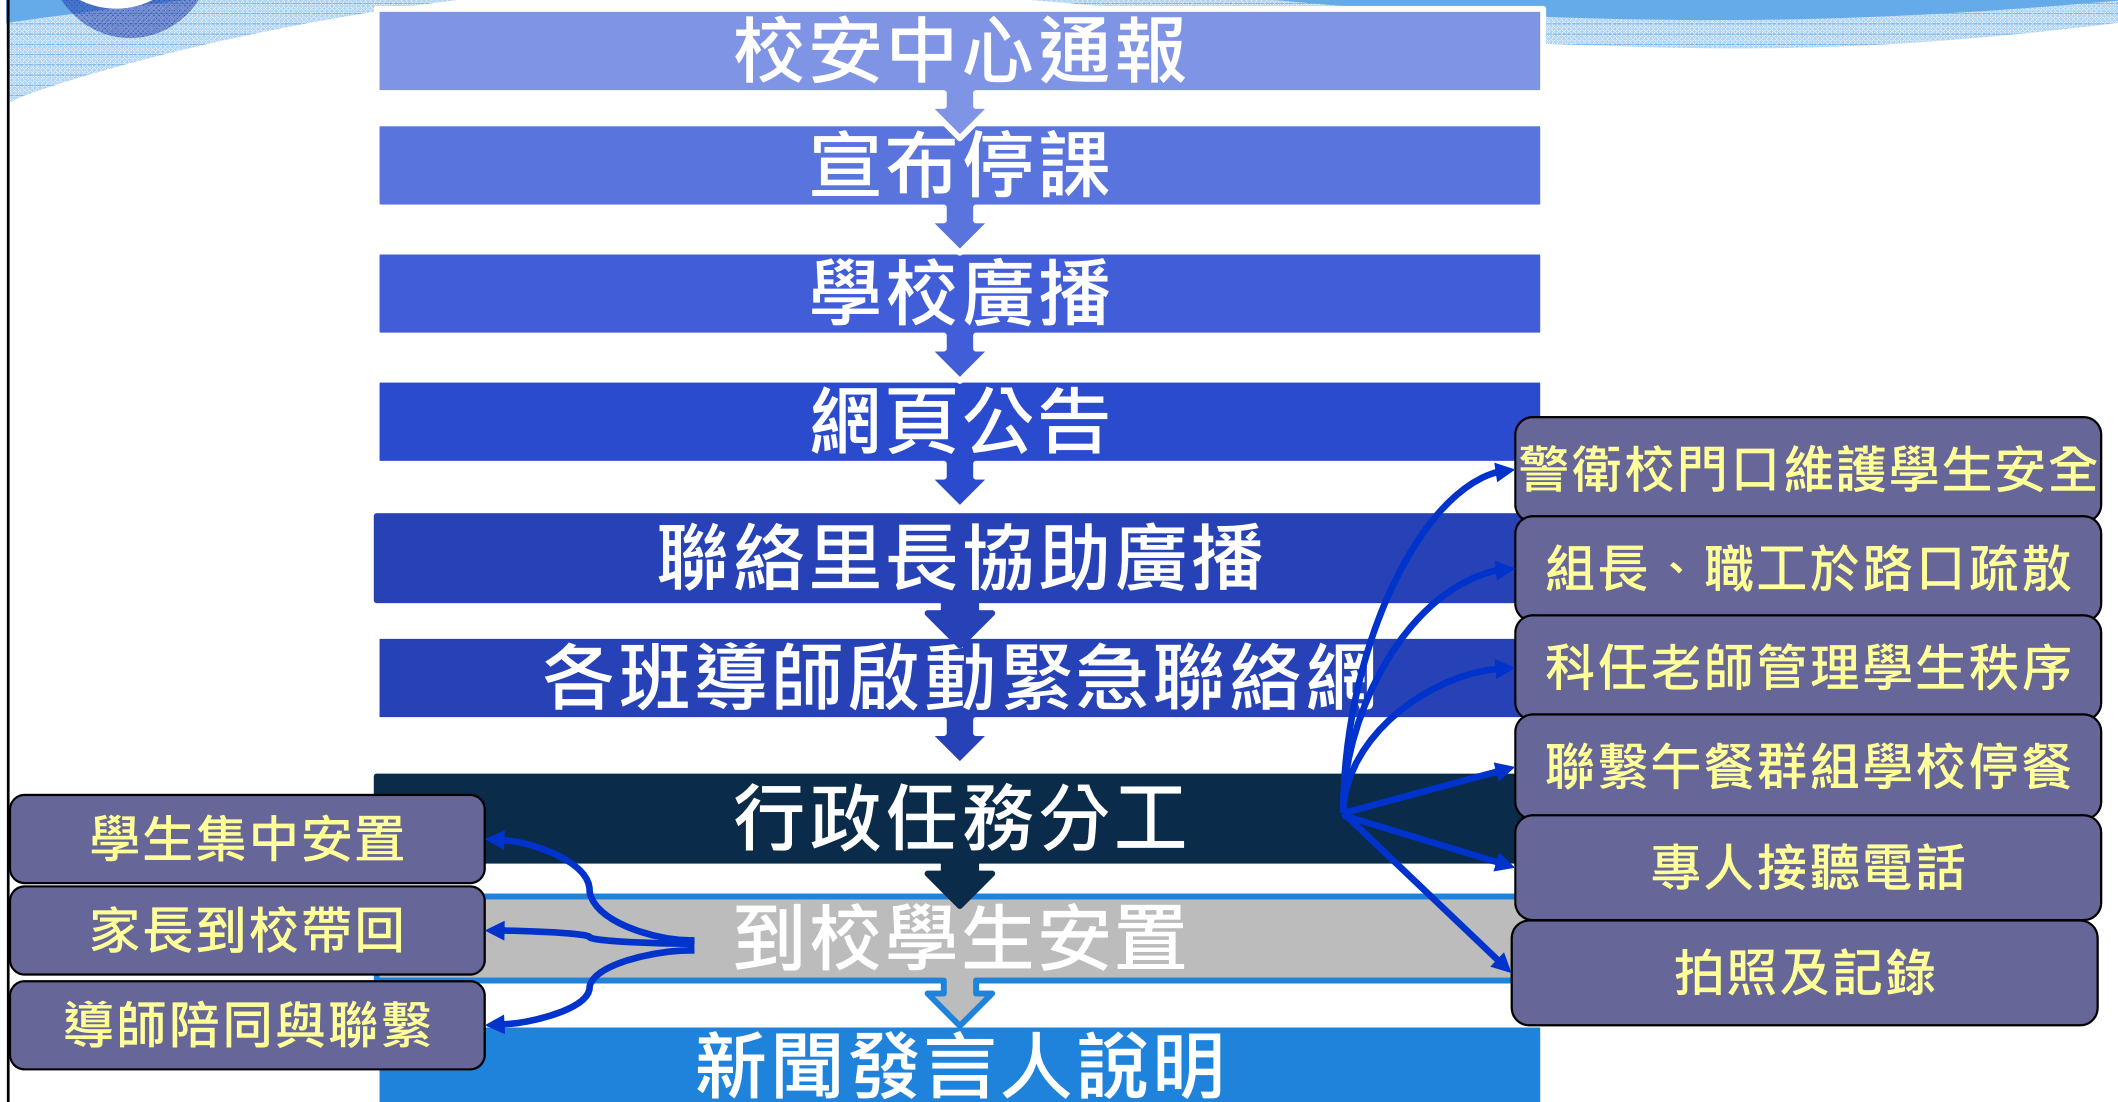 校安中心通報
宣布停課
學校廣播
網頁公告
聯絡里長協助廣播
各班導師啟動緊急聯絡網
行政任務分工
到校學生安置
新聞發言人說明
警衛校門口維護學生安全
組長、職工於路口疏散
科任老師管理學生秩序
聯繫午餐群組學校停餐
專人接聽電話
拍照及記錄
學生集中安置
家長到校帶回
導師陪同與聯繫